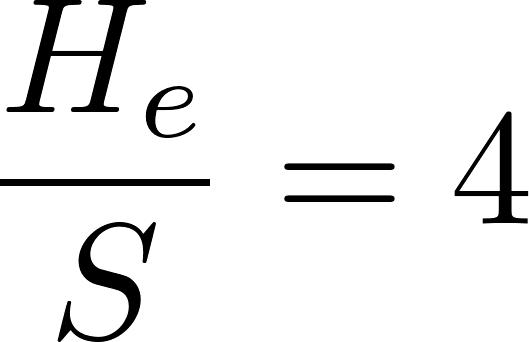 H_e
S = 4